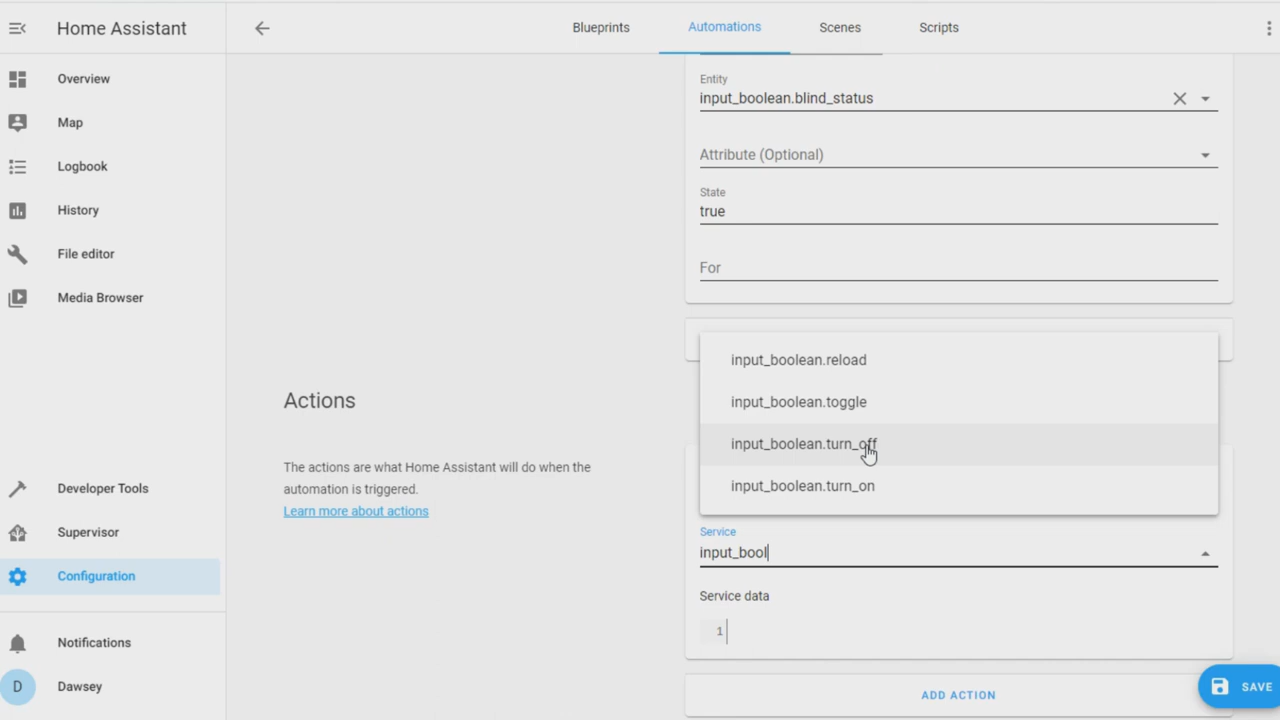 Home Assistant
Blueprints
Automations
Scenes
Scripts
Overview
Map
Logbook
History
File editor
Media Browser
Developer Tools
Supervisor
Configuration
Notifications
D
Dawsey
Entity
input_boolean.blind_status
Attribute (Optional)
State
true
For
Actions
The actions are what Home Assistant will do when the
automation is triggered.
Learn more about actions
input_boolean.reload
input_boolean.toggle
input_boolean.turn_off
input_boolean.turn_on
Service
input_bool
Service data
1
ADD ACTION
SAVE